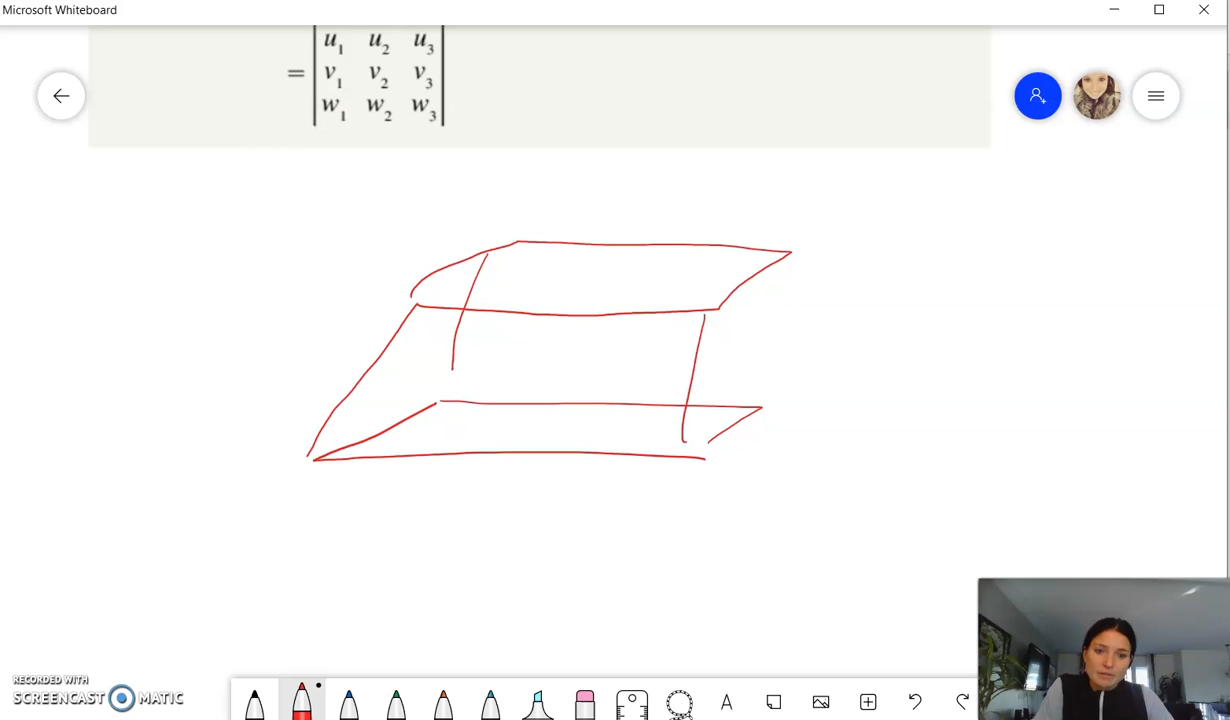 Microsoft Whiteboard
u₁ u₂ u₃
= v₁ v₂ v₃
w₁ w₂ w₃
RECORDED WITH
SCREENCAST MATIC
A